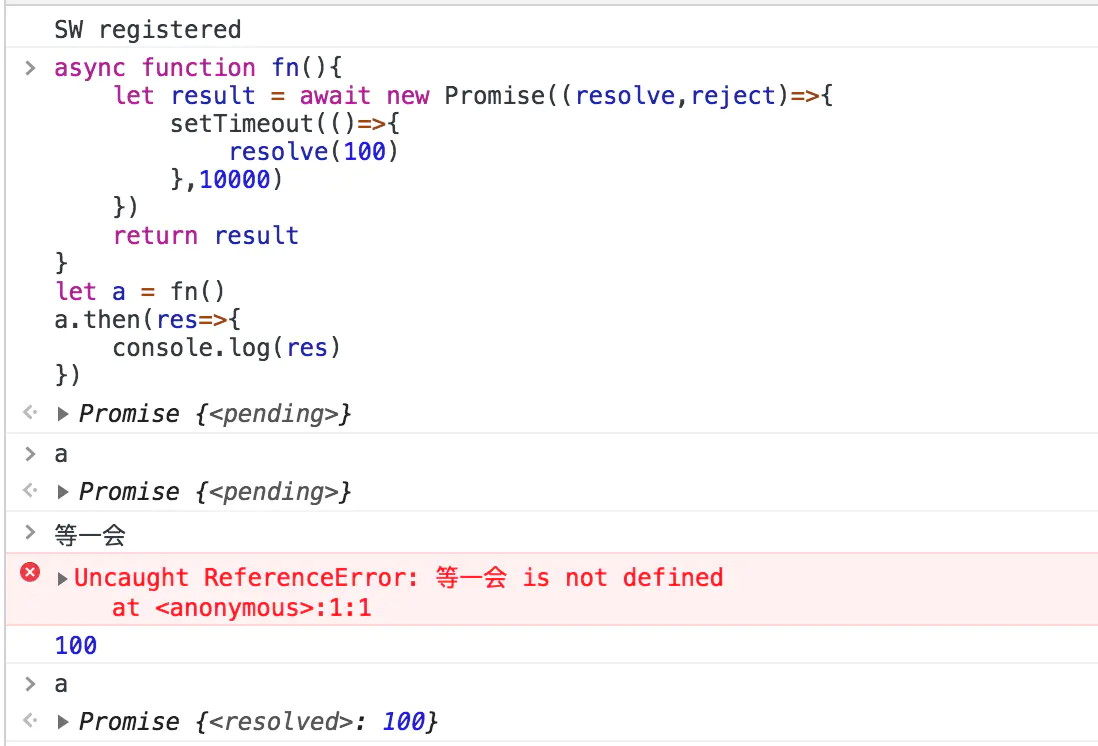 SW registered
> async function fn(){
    let result = await new Promise((resolve,reject)=>{
        setTimeout(()=>{
            resolve(100)
        },10000)
    })
    return result
}
let a = fn()
a.then(res=>{
    console.log(res)
})
<· ▶ Promise {<pending>}
> a
<· ▶ Promise {<pending>}
> 等一会
▶ Uncaught ReferenceError: 等一会 is not defined
    at <anonymous>:1:1
100
> a
<· ▶ Promise {<resolved>: 100}